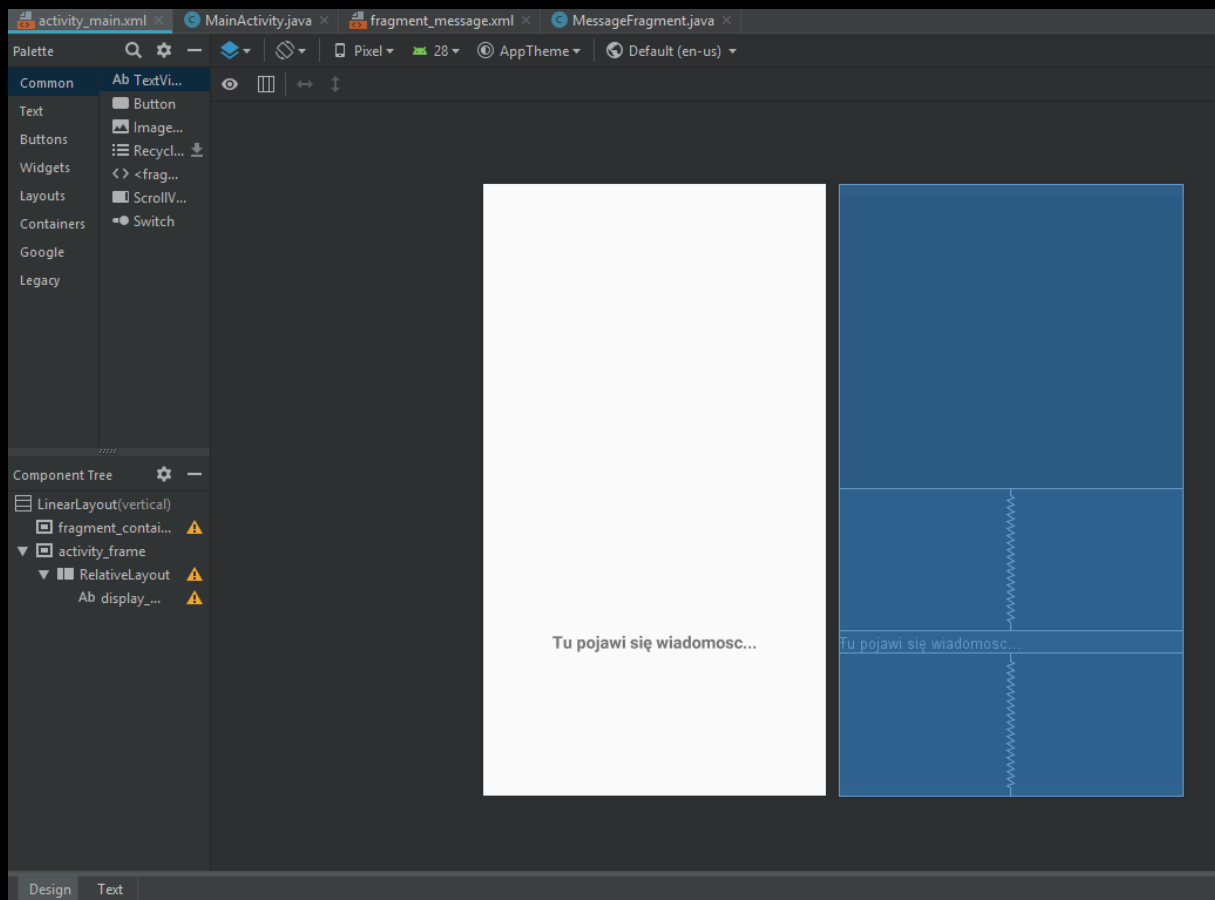 activity_main.xml MainActivity.java fragment_message.xml MessageFragment.java
Palette Pixel 28 AppTheme Default (en-us)
Common
Text
Buttons
Widgets
Layouts
Containers
Google
Legacy
Ab TextVi...
Button
Image...
Recycl...
<frag...
ScrollV...
Switch
Component Tree
LinearLayout(vertical)
fragment_contai...
activity_frame
RelativeLayout
Ab display_...
Tu pojawi się wiadomosc...
Tu pojawi się wiadomosc...
Design Text